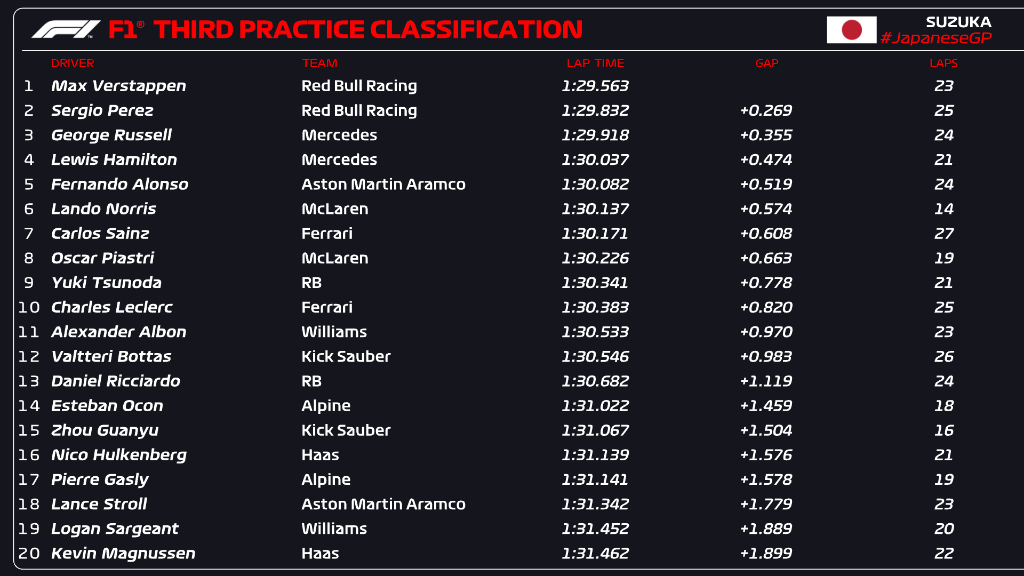 F1® THIRD PRACTICE CLASSIFICATION
SUZUKA
#JapaneseGP
DRIVER TEAM LAP TIME GAP LAPS
1 Max Verstappen Red Bull Racing 1:29.563 23
2 Sergio Perez Red Bull Racing 1:29.832 +0.269 25
3 George Russell Mercedes 1:29.918 +0.355 24
4 Lewis Hamilton Mercedes 1:30.037 +0.474 21
5 Fernando Alonso Aston Martin Aramco 1:30.082 +0.519 24
6 Lando Norris McLaren 1:30.137 +0.574 14
7 Carlos Sainz Ferrari 1:30.171 +0.608 27
8 Oscar Piastri McLaren 1:30.226 +0.663 19
9 Yuki Tsunoda RB 1:30.341 +0.778 21
10 Charles Leclerc Ferrari 1:30.383 +0.820 25
11 Alexander Albon Williams 1:30.533 +0.970 23
12 Valtteri Bottas Kick Sauber 1:30.546 +0.983 26
13 Daniel Ricciardo RB 1:30.682 +1.119 24
14 Esteban Ocon Alpine 1:31.022 +1.459 18
15 Zhou Guanyu Kick Sauber 1:31.067 +1.504 16
16 Nico Hulkenberg Haas 1:31.139 +1.576 21
17 Pierre Gasly Alpine 1:31.141 +1.578 19
18 Lance Stroll Aston Martin Aramco 1:31.342 +1.779 23
19 Logan Sargeant Williams 1:31.452 +1.889 20
20 Kevin Magnussen Haas 1:31.462 +1.899 22